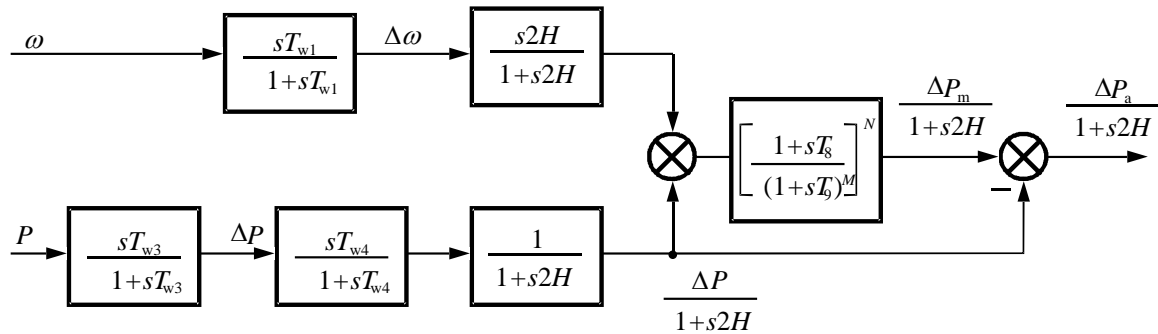 ω
sT_w1
1+sT_w1
Δω
s2H
1+s2H
[1+sT_8
(1+sT_9)^M]^N
ΔP_m
1+s2H
ΔP_a
1+s2H
−
P
sT_w3
1+sT_w3
ΔP
sT_w4
1+sT_w4
1
1+s2H
ΔP
1+s2H